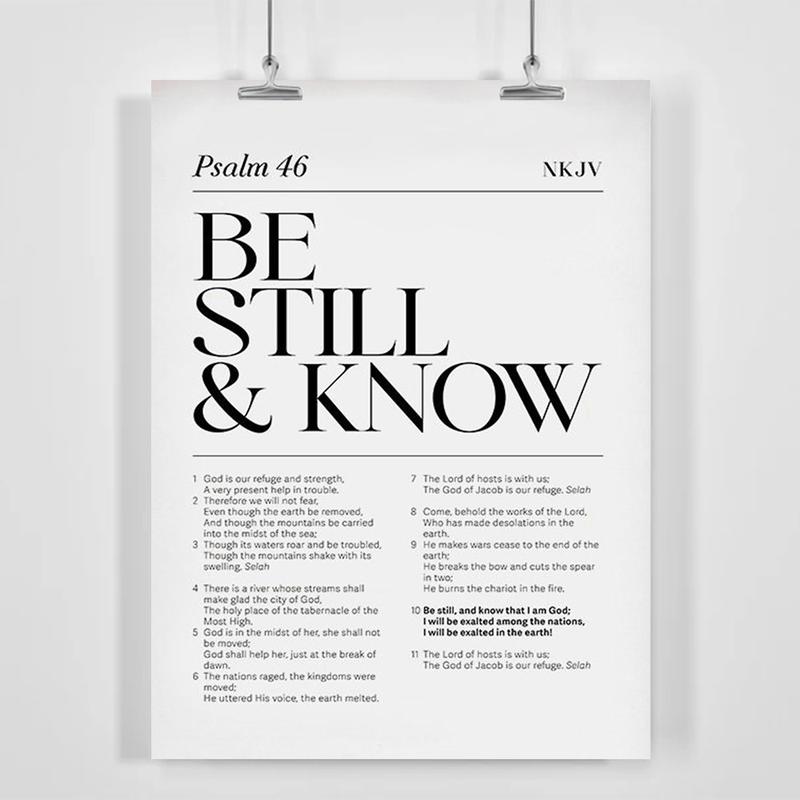 Psalm 46
NKJV
BE
STILL
& KNOW
1 God is our refuge and strength,
A very present help in trouble.
2 Therefore we will not fear,
Even though the earth be removed,
And though the mountains be carried
into the midst of the sea;
3 Though its waters roar and be troubled,
Though the mountains shake with its
swelling. Selah
4 There is a river whose streams shall
make glad the city of God,
The holy place of the tabernacle of the
Most High.
5 God is in the midst of her, she shall not
be moved;
God shall help her, just at the break of
dawn.
6 The nations raged, the kingdoms were
moved;
He uttered His voice, the earth melted.
7 The Lord of hosts is with us;
The God of Jacob is our refuge. Selah
8 Come, behold the works of the Lord,
Who has made desolations in the
earth.
9 He makes wars cease to the end of the
earth;
He breaks the bow and cuts the spear
in two;
He burns the chariot in the fire.
10 Be still, and know that I am God;
I will be exalted among the nations,
I will be exalted in the earth!
11 The Lord of hosts is with us;
The God of Jacob is our refuge. Selah